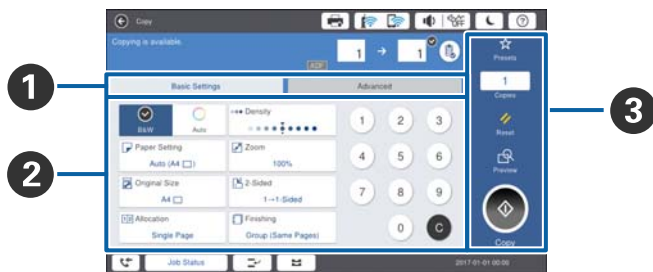 Copy
OFF
?
Copying is available.
1 → 1
ADF
Presets
1
Copies
Basic Settings
Advanced
B&W
Auto
Density
1 2 3
Reset
Paper Setting
Auto (A4)
Zoom
100%
4 5 6
Preview
Original Size
A4
2-Sided
1→1-Sided
7 8 9
Allocation
Single Page
Finishing
Group (Same Pages)
0 C
Copy
Job Status
2017-01-01 00:00
1
2
3